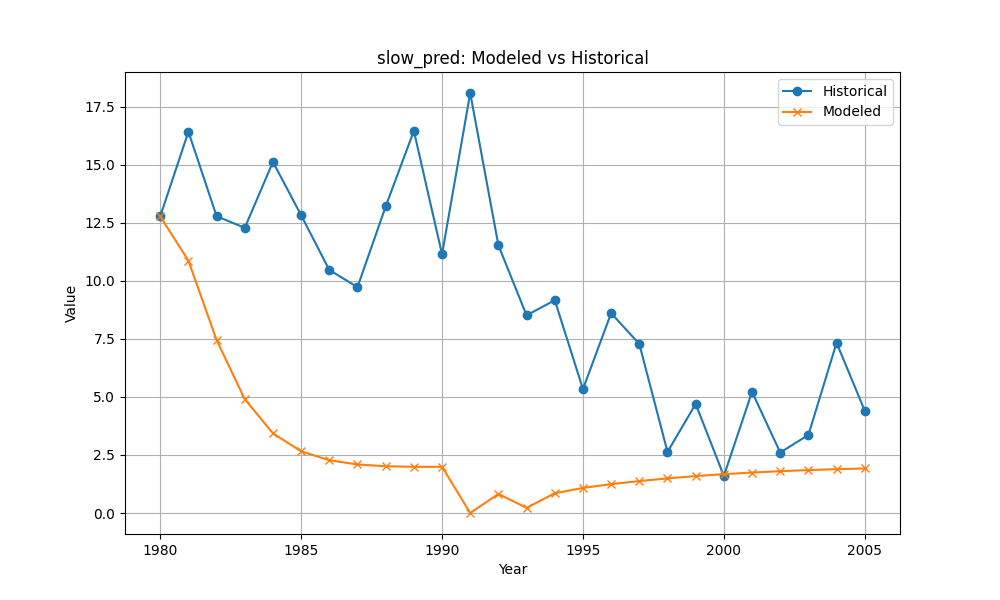 slow_pred: Modeled vs Historical
Historical
Modeled
Value
17.5
15.0
12.5
10.0
7.5
5.0
2.5
0.0
1980 1985 1990 1995 2000 2005
Year